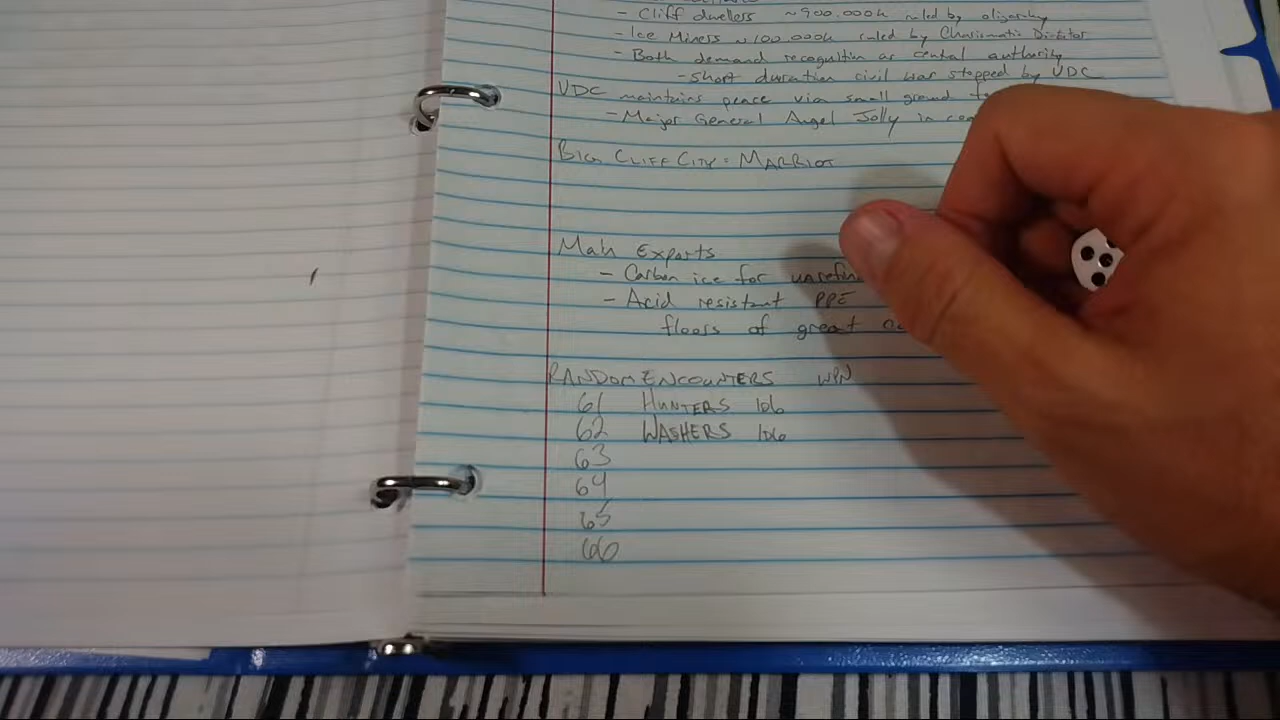 - Cliff dwellers ~900.000k ruled by oligarchy
- Ice Miners ~100.000k ruled by Charismatic Dictator
- Both demand recognition as central authority
- Short duration civil war stopped by UDC
UDC maintains peace via small ground
- Major General Angel Jolly in
BIG CLIFF CITY = MARRIOT
Main Exports
- Carbon ice for
- Acid resistant PPE
floors of great
RANDOM ENCOUNTERS WPN
61 HUNTERS 1D6
62 WASHERS 1D6
63
64
65
66